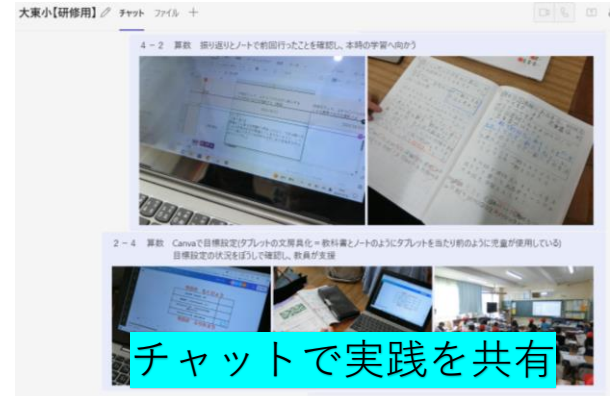 大東小【研修用】 チャット ファイル +
4-2 算数 振り返りとノートで前回行ったことを確認し、本時の学習へ向かう
2-4 算数 Canvaで目標設定(タブレットの文房具化=教科書とノートのようにタブレットを当たり前のように児童が使用している)
目標設定の状況をぼうしで確認し、教員が支援
チャットで実践を共有